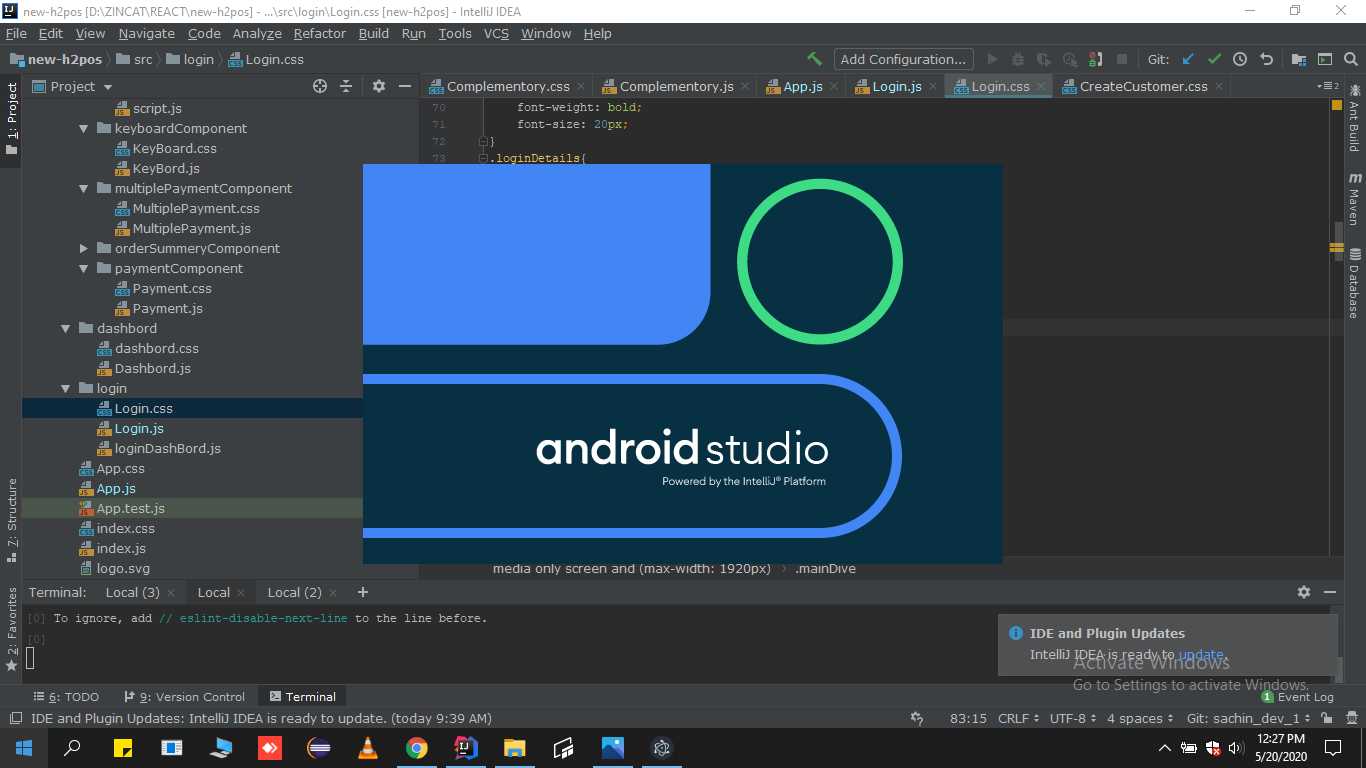 new-h2pos [D:\ZINCAT\REACT\new-h2pos] - ...\src\login\Login.css [new-h2pos] - IntelliJ IDEA
File Edit View Navigate Code Analyze Refactor Build Run Tools VCS Window Help
new-h2pos src login Login.css Add Configuration... Git:
Project
Complementory.css Complementory.js App.js Login.js Login.css CreateCustomer.css 2
1: Project
7: Structure
2: Favorites
script.js
keyboardComponent
KeyBoard.css
KeyBord.js
multiplePaymentComponent
MultiplePayment.css
MultiplePayment.js
orderSummeryComponent
paymentComponent
Payment.css
Payment.js
dashbord
dashbord.css
Dashbord.js
login
Login.css
Login.js
loginDashBord.js
App.css
App.js
App.test.js
index.css
index.js
logo.svg
70 font-weight: bold;
71 font-size: 20px;
72 }
73 .loginDetails{
android studio
Powered by the IntelliJ® Platform
media only screen and (max-width: 1920px) .mainDive
Ant Build
Maven
Database
Terminal: Local (3) Local Local (2)
[0] To ignore, add // eslint-disable-next-line to the line before.
[0]
IDE and Plugin Updates
IntelliJ IDEA is ready to update.
Activate Windows
Go to Settings to activate Windows.
6: TODO 9: Version Control Terminal 1 Event Log
IDE and Plugin Updates: IntelliJ IDEA is ready to update. (today 9:39 AM) 83:15 CRLF UTF-8 4 spaces Git: sachin_dev_1
12:27 PM
5/20/2020